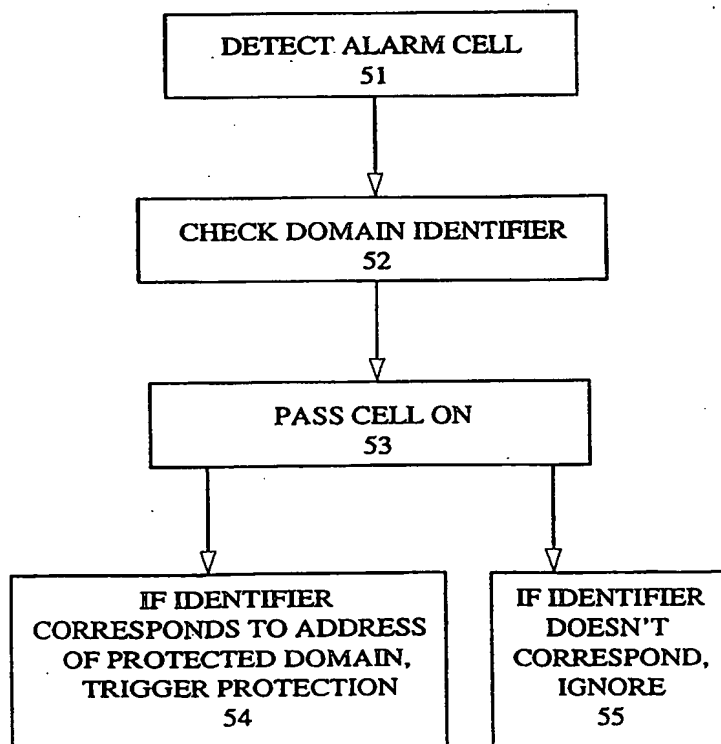 DETECT ALARM CELL
51
CHECK DOMAIN IDENTIFIER
52
PASS CELL ON
53
IF IDENTIFIER
CORRESPONDS TO ADDRESS
OF PROTECTED DOMAIN,
TRIGGER PROTECTION
54
IF IDENTIFIER
DOESN'T
CORRESPOND,
IGNORE
55